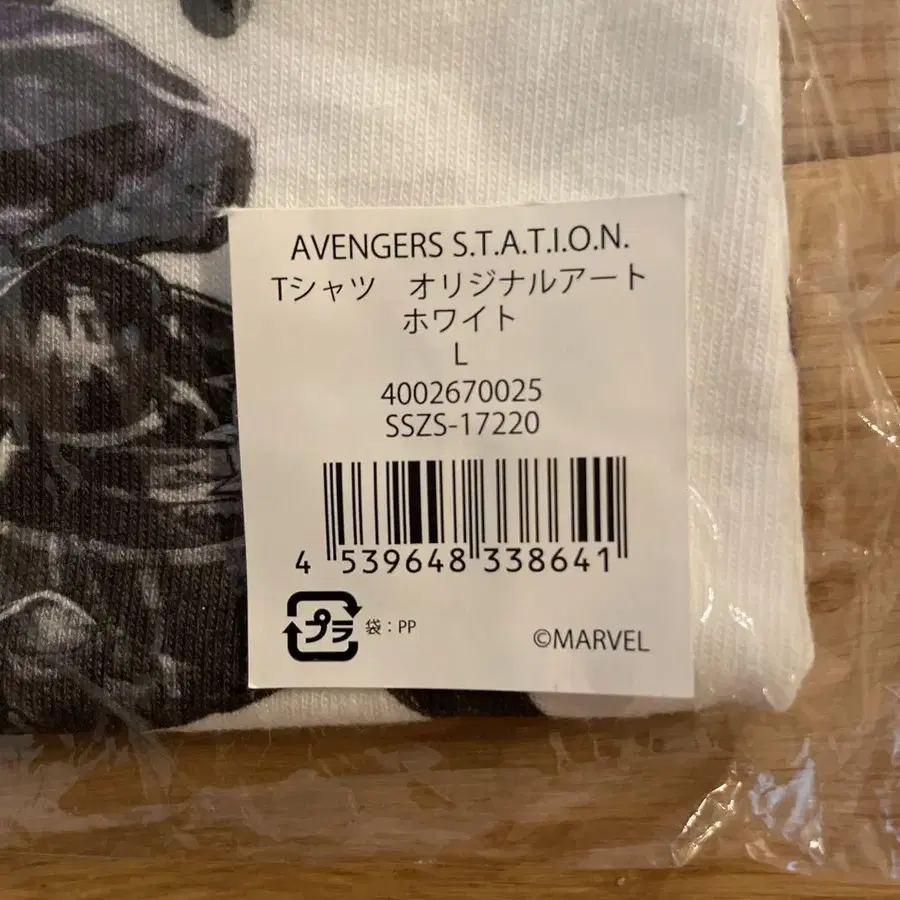 AVENGERS S.T.A.T.I.O.N.
Tシャツ　オリジナルアート
ホワイト
L
4002670025
SSZS-17220
4 539648 338641
プラ 袋：PP
©MARVEL